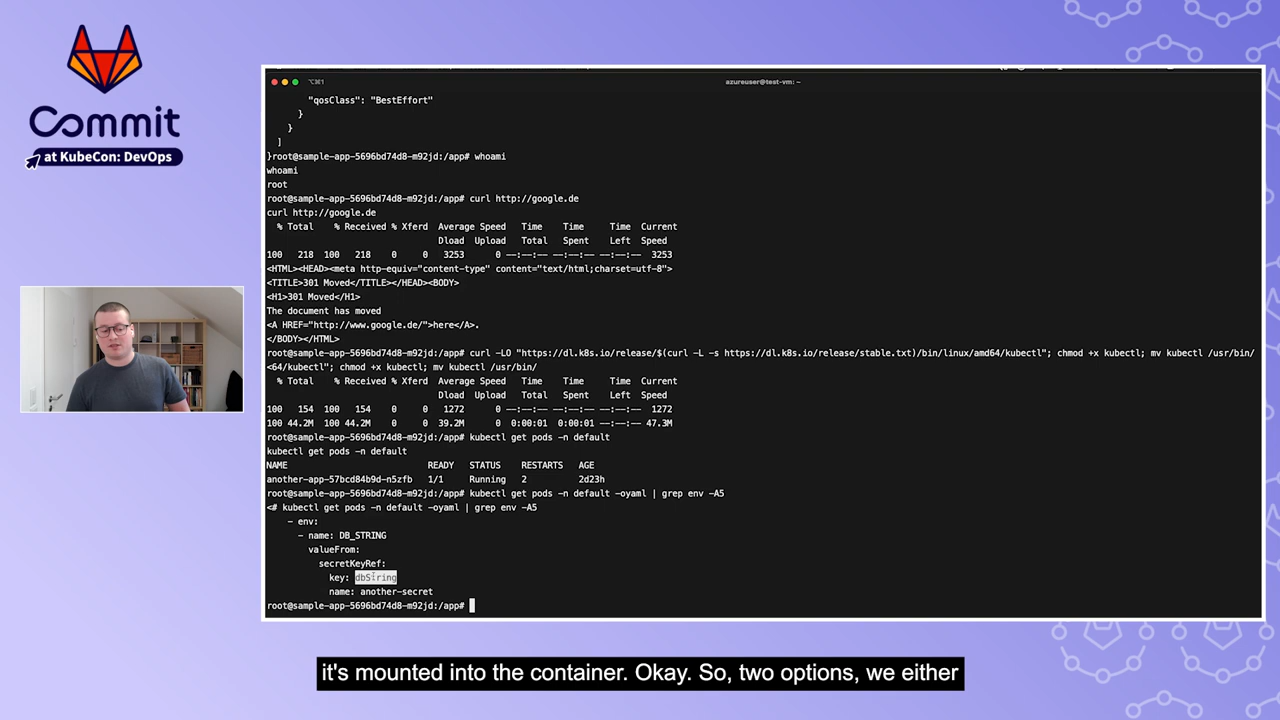 Commit
at KubeCon: DevOps
⌥⌘1
azureuser@test-vm: ~
"qosClass": "BestEffort"
}
}
]
}root@sample-app-5696bd74d8-m92jd:/app# whoami
whoami
root
root@sample-app-5696bd74d8-m92jd:/app# curl http://google.de
curl http://google.de
% Total % Received % Xferd Average Speed Time Time Time Current
Dload Upload Total Spent Left Speed
100 218 100 218 0 0 3253 0 --:--:-- --:--:-- --:--:-- 3253
<HTML><HEAD><meta http-equiv="content-type" content="text/html;charset=utf-8">
<TITLE>301 Moved</TITLE></HEAD><BODY>
<H1>301 Moved</H1>
The document has moved
<A HREF="http://www.google.de/">here</A>.
</BODY></HTML>
root@sample-app-5696bd74d8-m92jd:/app# curl -LO "https://dl.k8s.io/release/$(curl -L -s https://dl.k8s.io/release/stable.txt)/bin/linux/amd64/kubectl"; chmod +x kubectl; mv kubectl /usr/bin/
<64/kubectl"; chmod +x kubectl; mv kubectl /usr/bin/
% Total % Received % Xferd Average Speed Time Time Time Current
Dload Upload Total Spent Left Speed
100 154 100 154 0 0 1272 0 --:--:-- --:--:-- --:--:-- 1272
100 44.2M 100 44.2M 0 0 39.2M 0 0:00:01 0:00:01 --:--:-- 47.3M
root@sample-app-5696bd74d8-m92jd:/app# kubectl get pods -n default
kubectl get pods -n default
NAME READY STATUS RESTARTS AGE
another-app-57bcd84b9d-n5zfb 1/1 Running 2 2d23h
root@sample-app-5696bd74d8-m92jd:/app# kubectl get pods -n default -oyaml | grep env -A5
<# kubectl get pods -n default -oyaml | grep env -A5
- env:
- name: DB_STRING
valueFrom:
secretKeyRef:
key: dbString
name: another-secret
root@sample-app-5696bd74d8-m92jd:/app#
it's mounted into the container. Okay. So, two options, we either